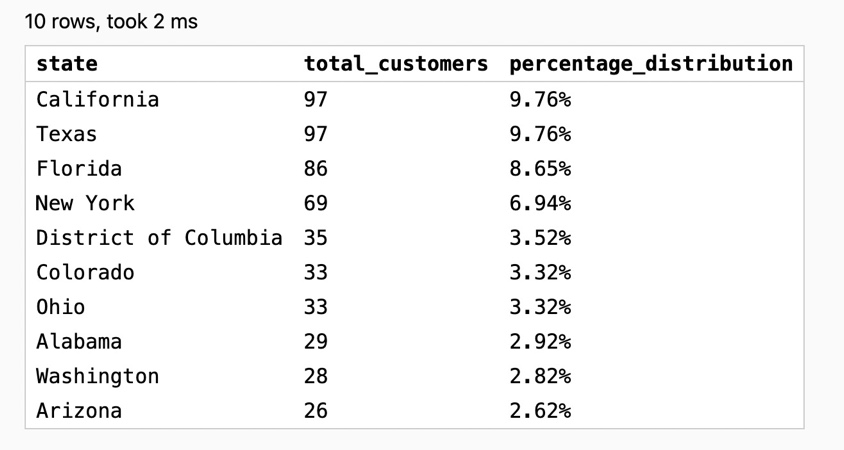 10 rows, took 2 ms
state total_customers percentage_distribution
California 97 9.76%
Texas 97 9.76%
Florida 86 8.65%
New York 69 6.94%
District of Columbia 35 3.52%
Colorado 33 3.32%
Ohio 33 3.32%
Alabama 29 2.92%
Washington 28 2.82%
Arizona 26 2.62%